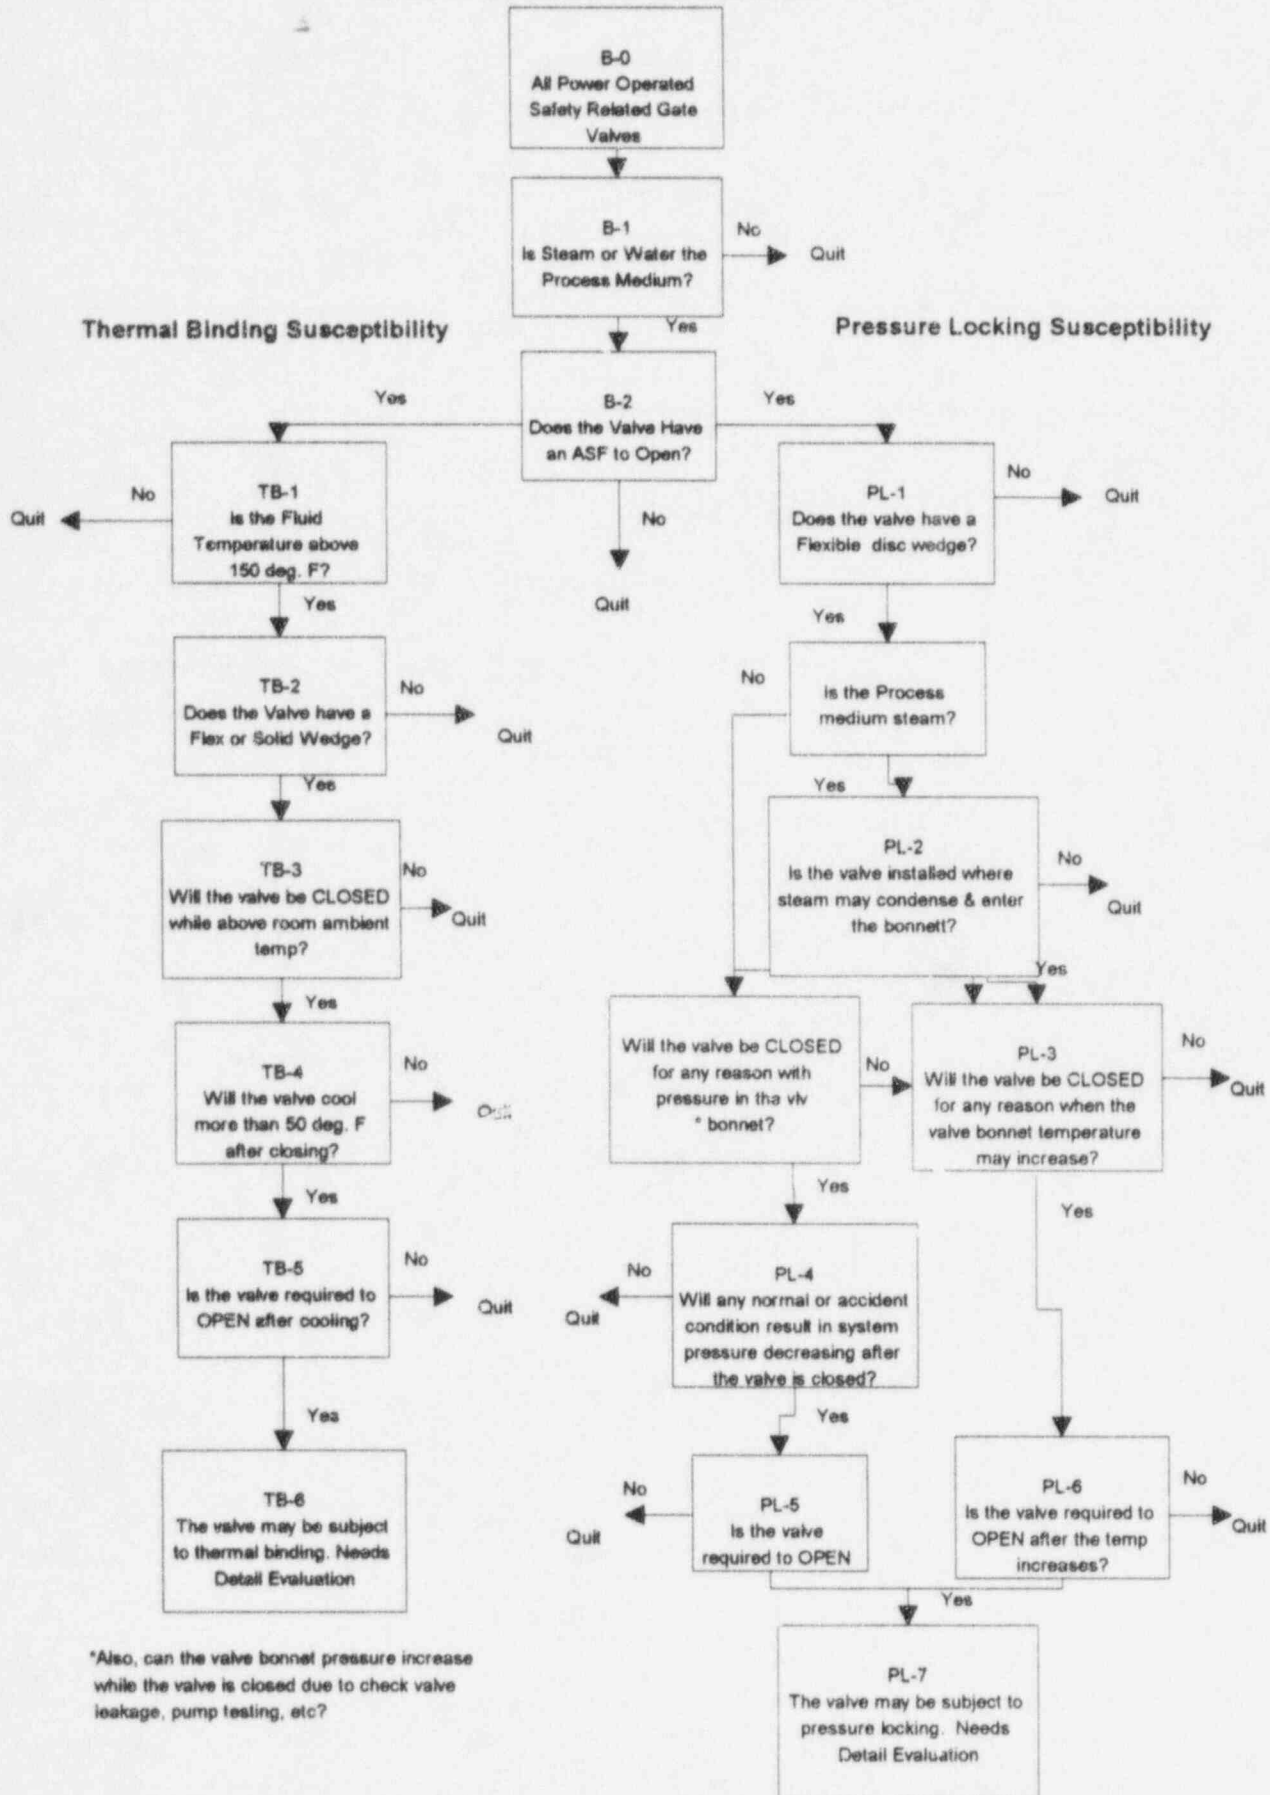 B-0
All Power Operated
Safety Related Gate
Valves
B-1
Is Steam or Water the
Process Medium?
No
Quit
Yes
Thermal Binding Susceptibility
Pressure Locking Susceptibility
B-2
Does the Valve Have
an ASF to Open?
Yes
Yes
No
Quit
TB-1
Is the Fluid
Temperature above
150 deg. F?
No
Quit
Yes
TB-2
Does the Valve have a
Flex or Solid Wedge?
No
Quit
Yes
TB-3
Will the valve be CLOSED
while above room ambient
temp?
No
Quit
Yes
TB-4
Will the valve cool
more than 50 deg. F
after closing?
No
Yes
TB-5
Is the valve required to
OPEN after cooling?
No
Quit
Yes
TB-6
The valve may be subject
to thermal binding. Needs
Detail Evaluation
*Also, can the valve bonnet pressure increase
while the valve is closed due to check valve
leakage, pump testing, etc?
PL-1
Does the valve have a
Flexible disc wedge?
No
Quit
Yes
Is the Process
medium steam?
No
Yes
PL-2
Is the valve installed where
steam may condense & enter
the bonnett?
No
Quit
Yes
Will the valve be CLOSED
for any reason with
pressure in tha vlv
* bonnet?
No
Yes
PL-3
Will the valve be CLOSED
for any reason when the
valve bonnet temperature
may increase?
No
Quit
Yes
PL-4
Will any normal or accident
condition result in system
pressure decreasing after
the valve is closed?
No
Quit
Yes
PL-5
Is the valve
required to OPEN
No
Quit
PL-6
Is the valve required to
OPEN after the temp
increases?
No
Quit
Yes
PL-7
The valve may be subject to
pressure locking. Needs
Detail Evaluation